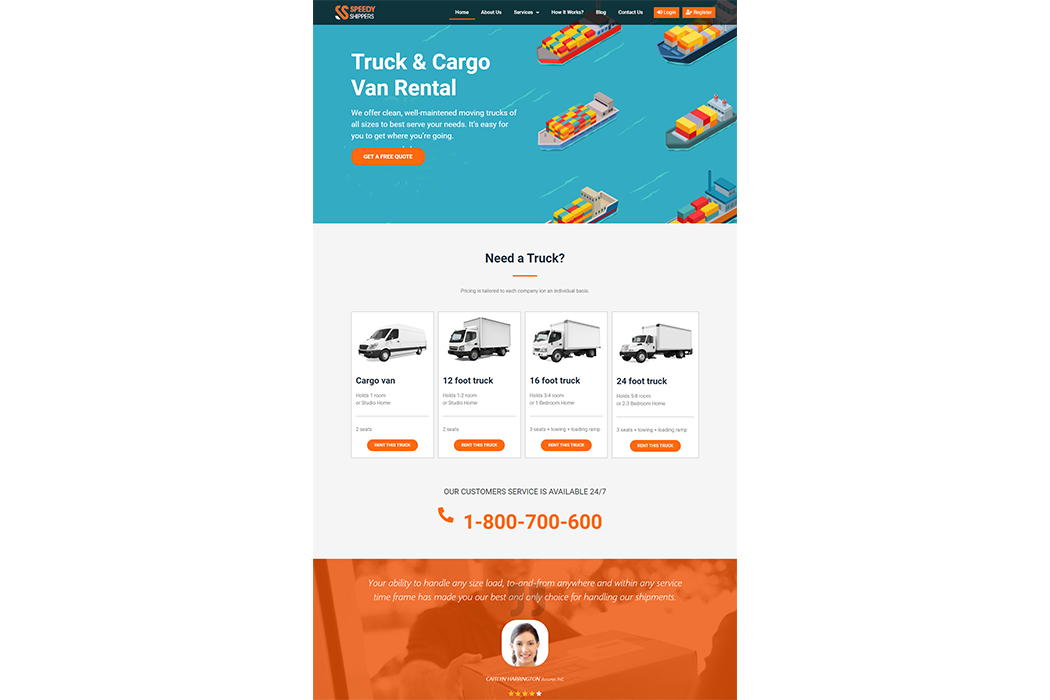 SPEEDY
SHIPPERS
Home
About Us
Services
How It Works?
Blog
Contact Us
Login
Register
Truck & Cargo
Van Rental
We offer clean, well-maintened moving trucks of
all sizes to best serve your needs. It's easy for
you to get where you're going.
GET A FREE QUOTE
Need a Truck?
Pricing is tailored to each company ion an individual basis.
Cargo van
Holds 1 room
or Studio Home
2 seats
RENT THIS TRUCK
12 foot truck
Holds 1-2 room
or Studio Home
2 seats
RENT THIS TRUCK
16 foot truck
Holds 3-4 room
or 1-Bedroom Home
3 seats + towing + loading ramp
RENT THIS TRUCK
24 foot truck
Holds 5-8 room
or 2-3 Bedroom Home
3 seats + towing + loading ramp
RENT THIS TRUCK
OUR CUSTOMERS SERVICE IS AVAILABLE 24/7
1-800-700-600
Your ability to handle any size load, to-and-from anywhere and within any service
time frame has made you our best and only choice for handling our shipments.
CAITLYN HARRINGTON